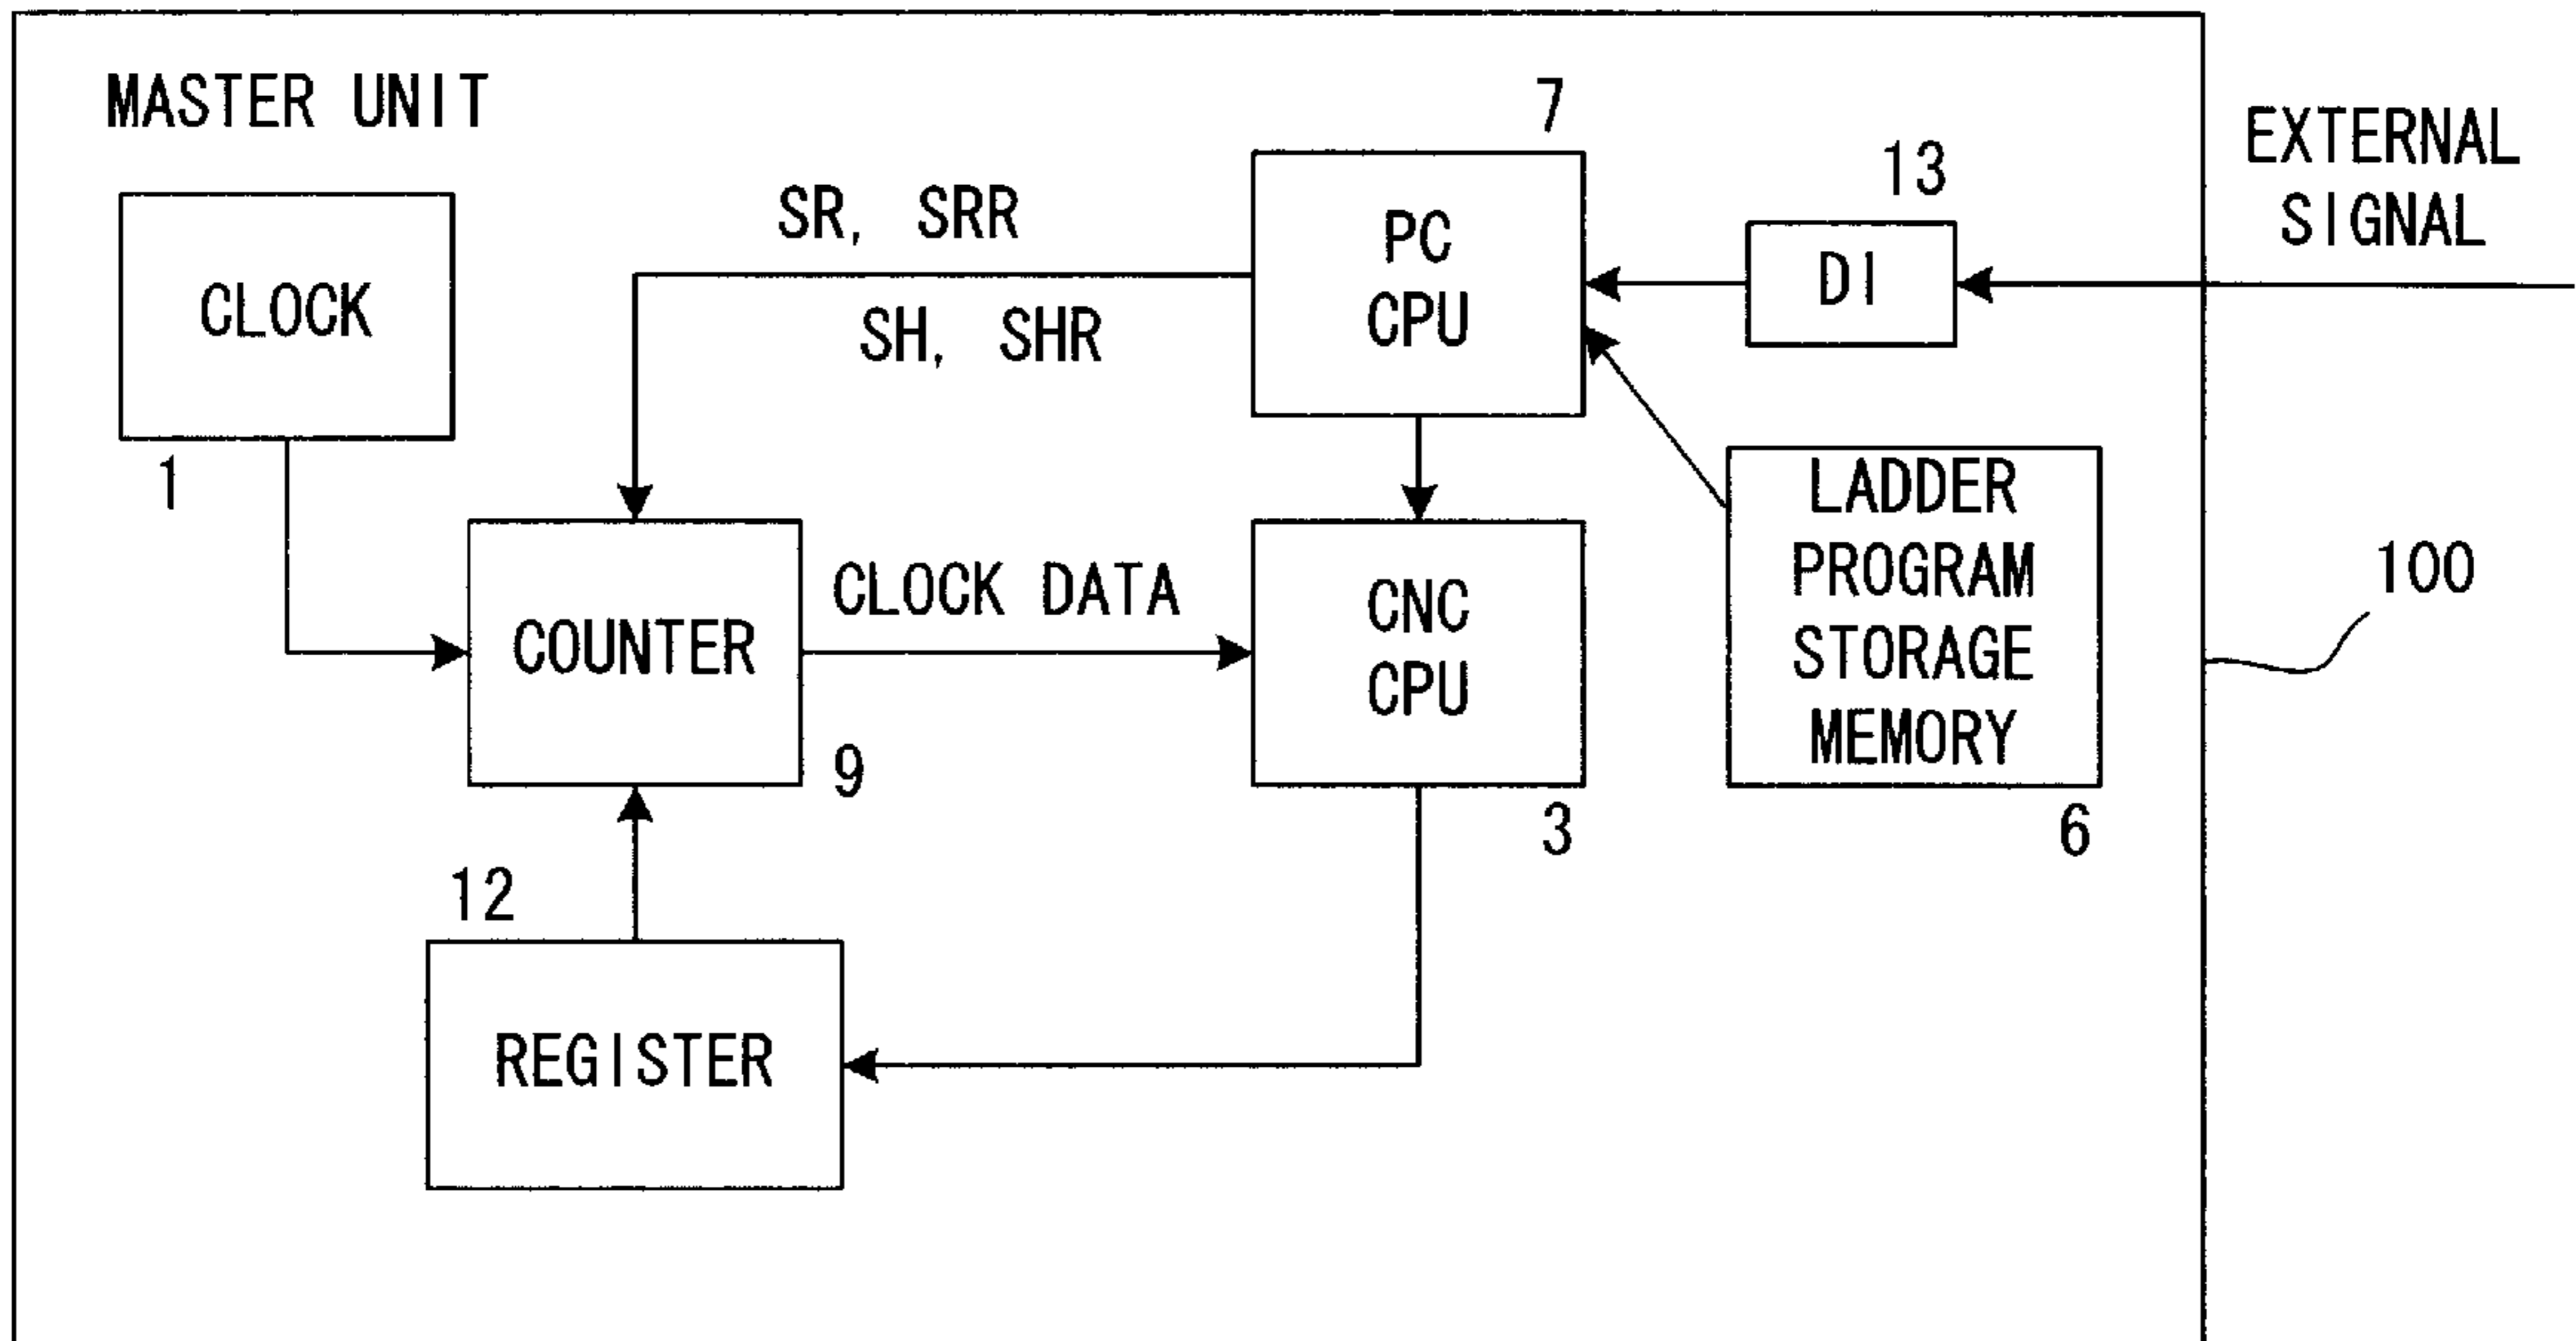 MASTER UNIT
EXTERNAL
SIGNAL
7
13
SR, SRR
SH, SHR
PC
CPU
DI
CLOCK
1
LADDER
PROGRAM
STORAGE
MEMORY
6
100
COUNTER
9
CLOCK DATA
CNC
CPU
3
12
REGISTER